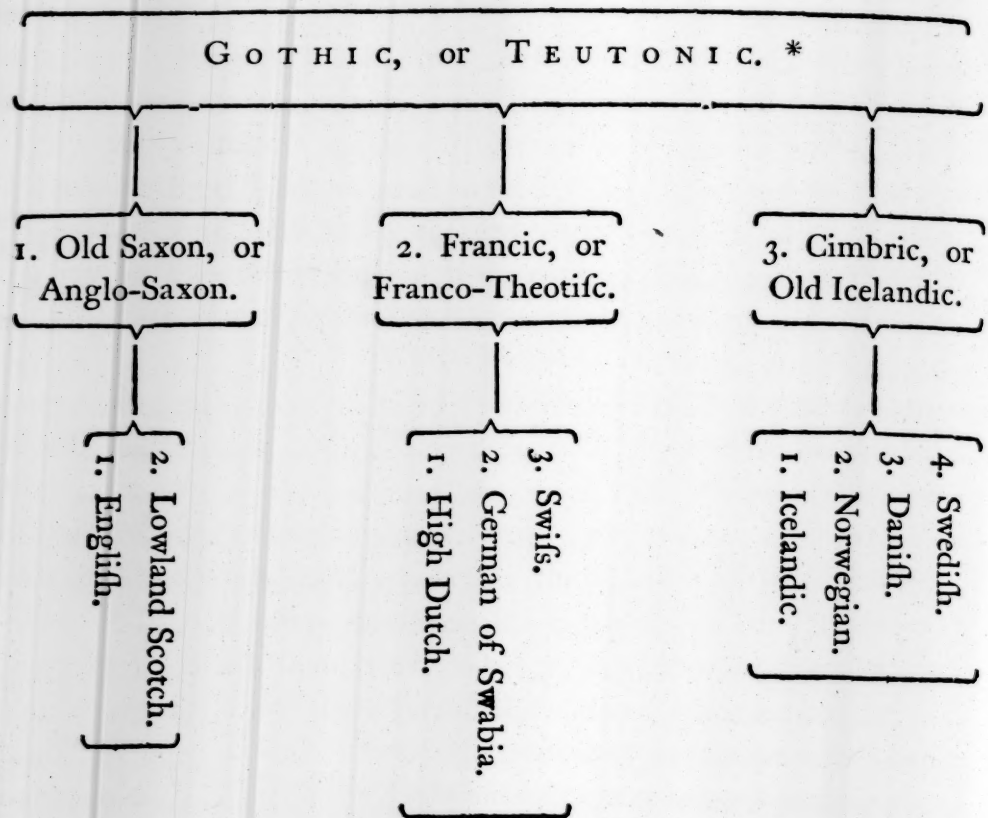 GOTHIC, or TEUTONIC. *
1. Old Saxon, or
Anglo-Saxon.
2. Francic, or
Franco-Theotiſc.
3. Cimbric, or
Old Icelandic.
1. Engliſh.
2. Lowland Scotch.
1. High Dutch.
2. German of Swabia.
3. Swiſs.
1. Icelandic.
2. Norwegian.
3. Daniſh.
4. Swediſh.